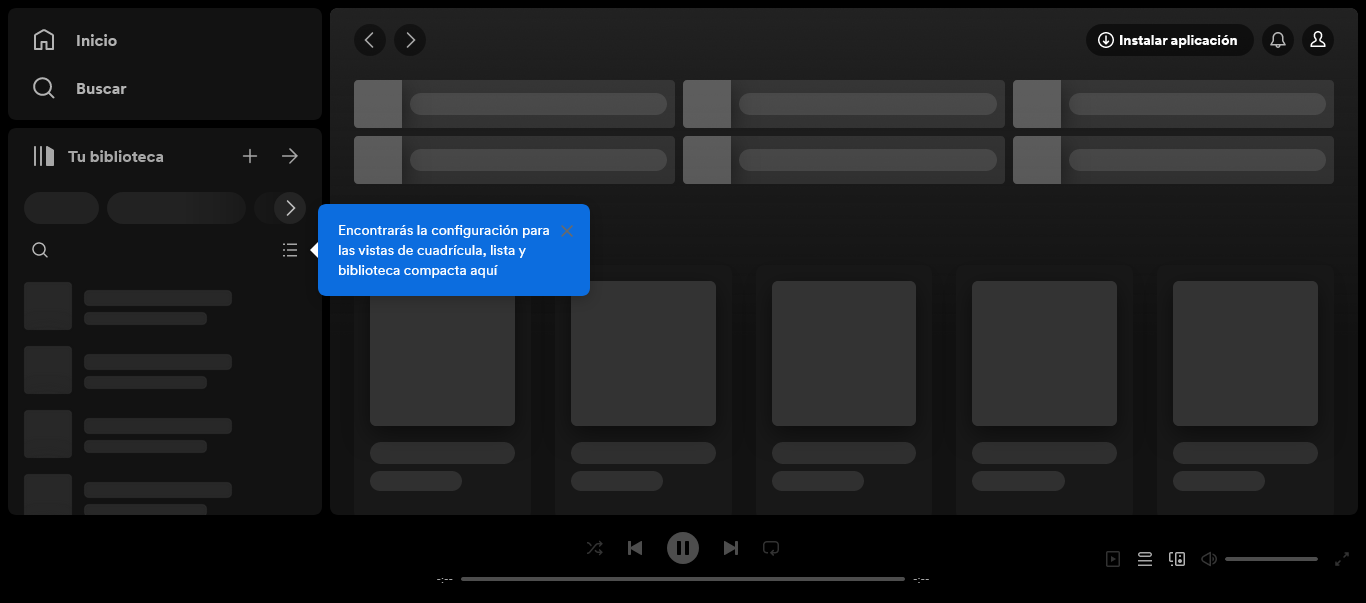 Inicio
Buscar
Tu biblioteca
Instalar aplicación
Encontrarás la configuración para
las vistas de cuadrícula, lista y
biblioteca compacta aquí
-:--
-:--